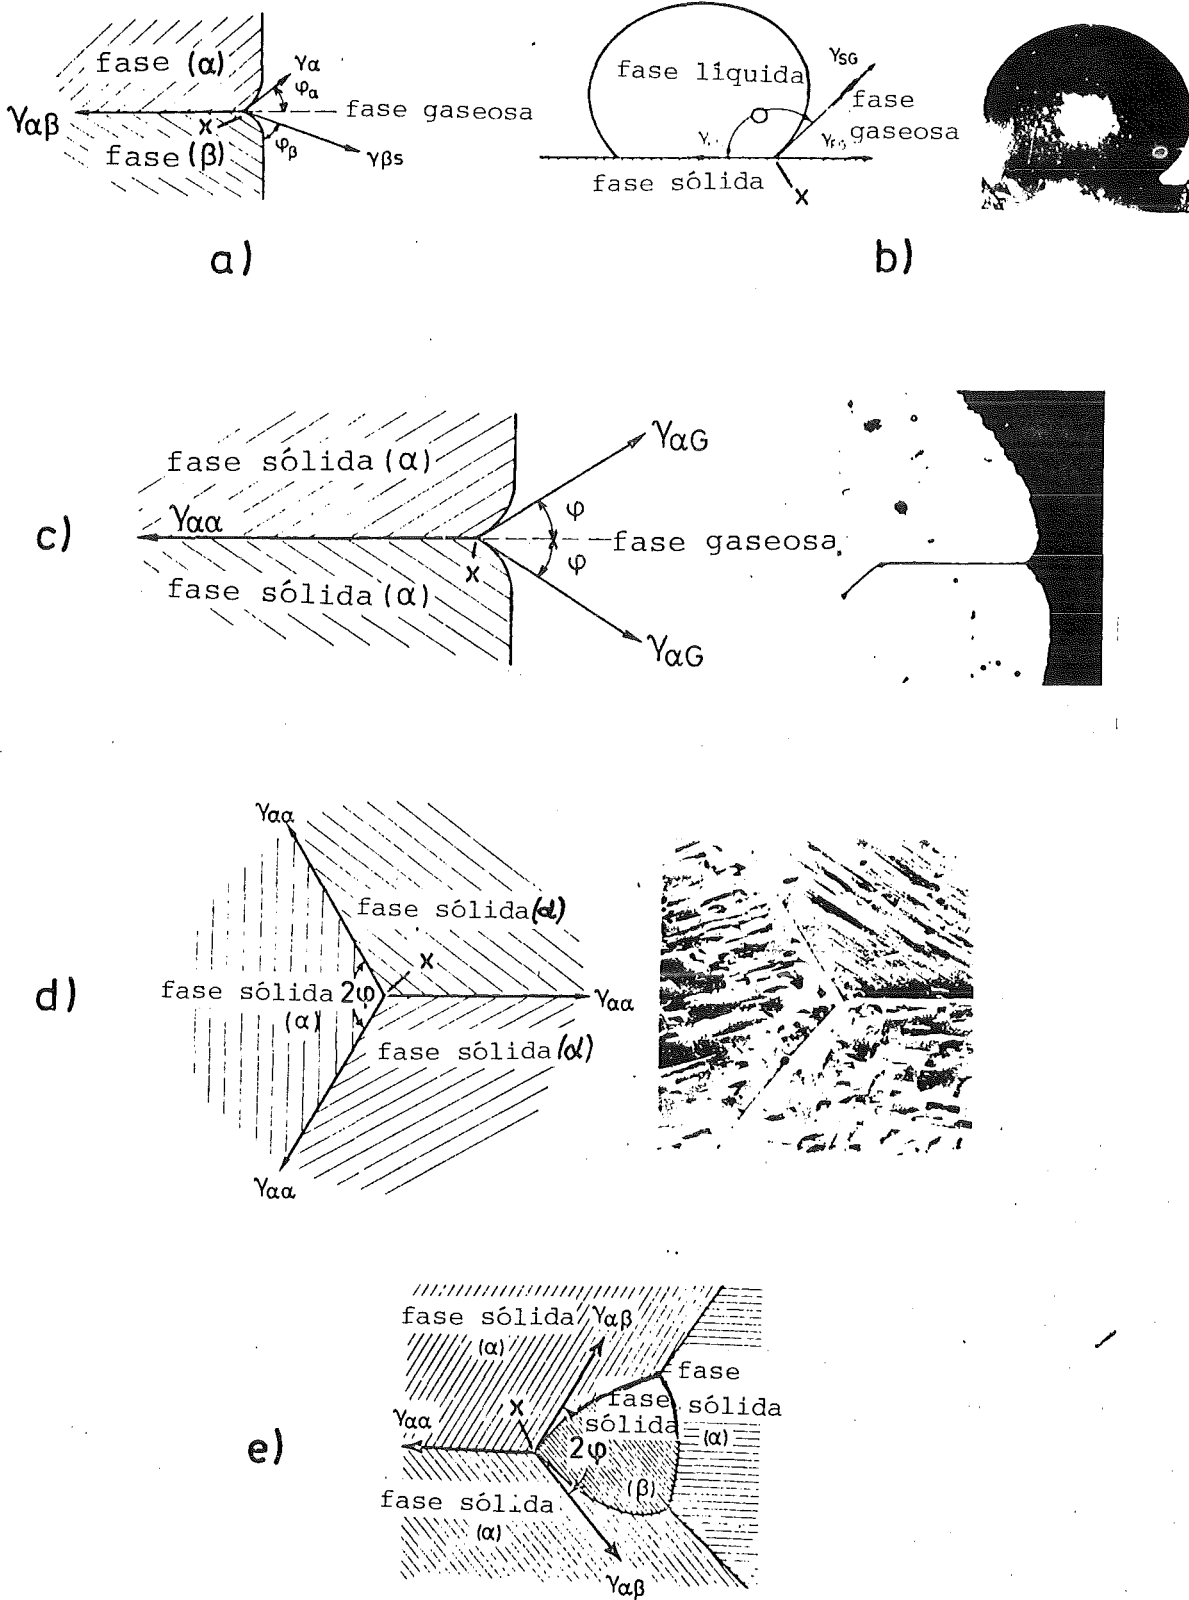 fase (α)
γα
φα
γαβ
fase gaseosa
x
fase (β)
φβ
γβs
a)
fase líquida
γSG
fase
gaseosa
fase sólida
x
b)
c)
fase sólida (α)
γαG
γαα
φ
fase gaseosa
φ
x
fase sólida (α)
γαG
d)
γαα
fase sólida (α)
x
fase sólida 2φ
(α)
γαα
fase sólida (α)
γαα
e)
fase sólida
(α)
γαβ
fase
sólida
(α)
fase
sólida
γαα
x
2φ
(β)
fase sólida
(α)
γαβ